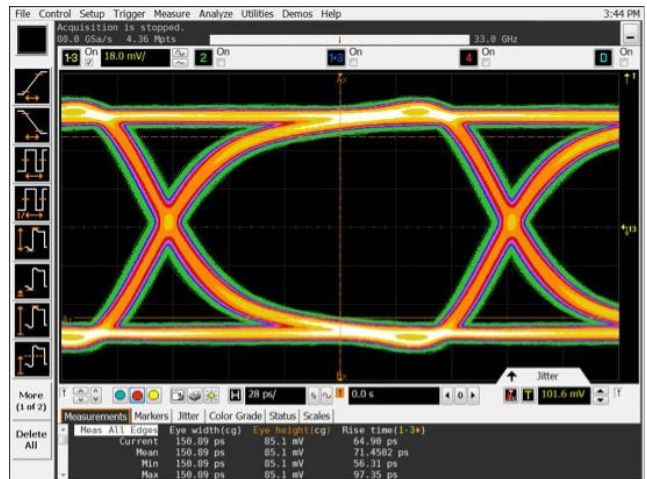 File Control Setup Trigger Measure Analyze Utilities Demos Help 3:44 PM
Acquisition is stopped.
80.0 GSa/s 4.36 Mpts 33.0 GHz
1-3 On 18.0 mV/ 2 On 1•3 On 4 On D On
More
(1 of 2)
Delete
All
Jitter
H 28 ps/ 0.0 s 0 T 101.6 mV
Measurements Markers Jitter Color Grade Status Scales
Meas All Edges Eye width(cg) Eye height(cg) Rise time(1-3*)
Current 150.89 ps 85.1 mV 64.90 ps
Mean 150.89 ps 85.1 mV 71.4502 ps
Min 150.89 ps 85.1 mV 56.31 ps
Max 150.89 ps 85.1 mV 97.35 ps